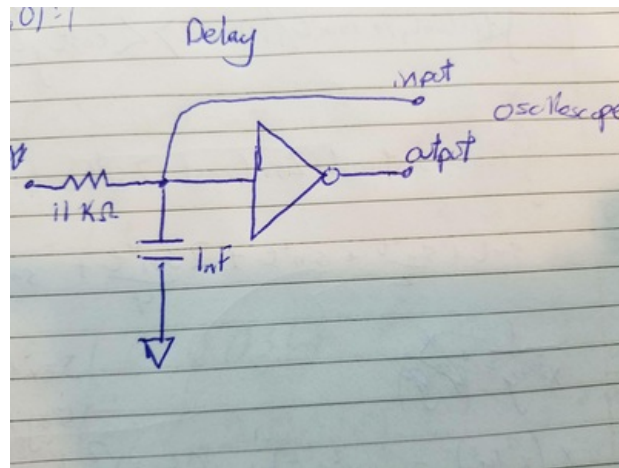 Delay
input
oscilloscope
output
11 KΩ
1nF